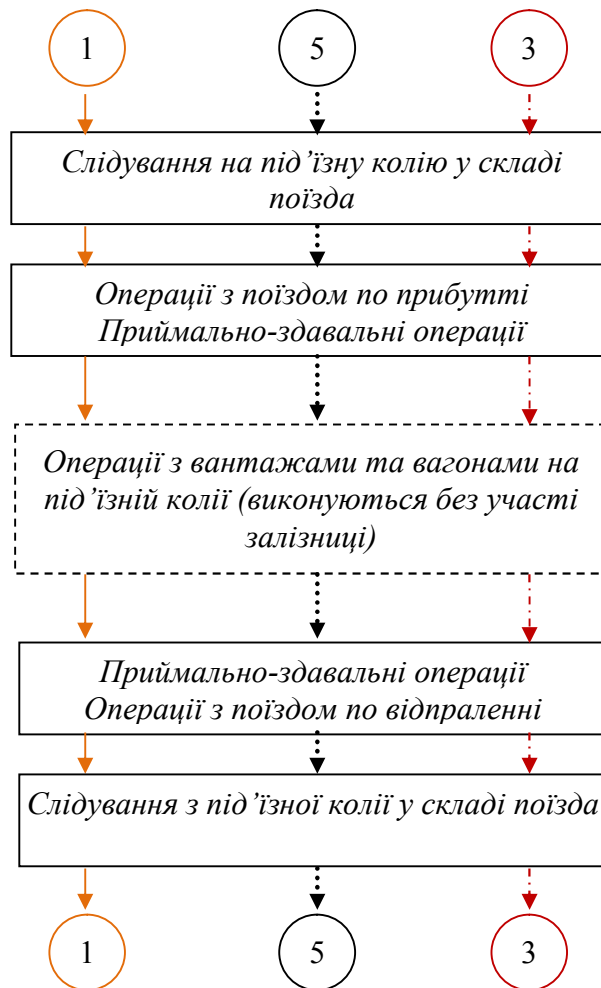 1 5 3
Слідування на під’їзну колію у складі
поїзда
Операції з поїздом по прибутті
Приймально-здавальні операції
Операції з вантажами та вагонами на
під’їзній колії (виконуються без участі
залізниці)
Приймально-здавальні операції
Операції з поїздом по відпраленні
Слідування з під’їзної колії у складі поїзда
1 5 3